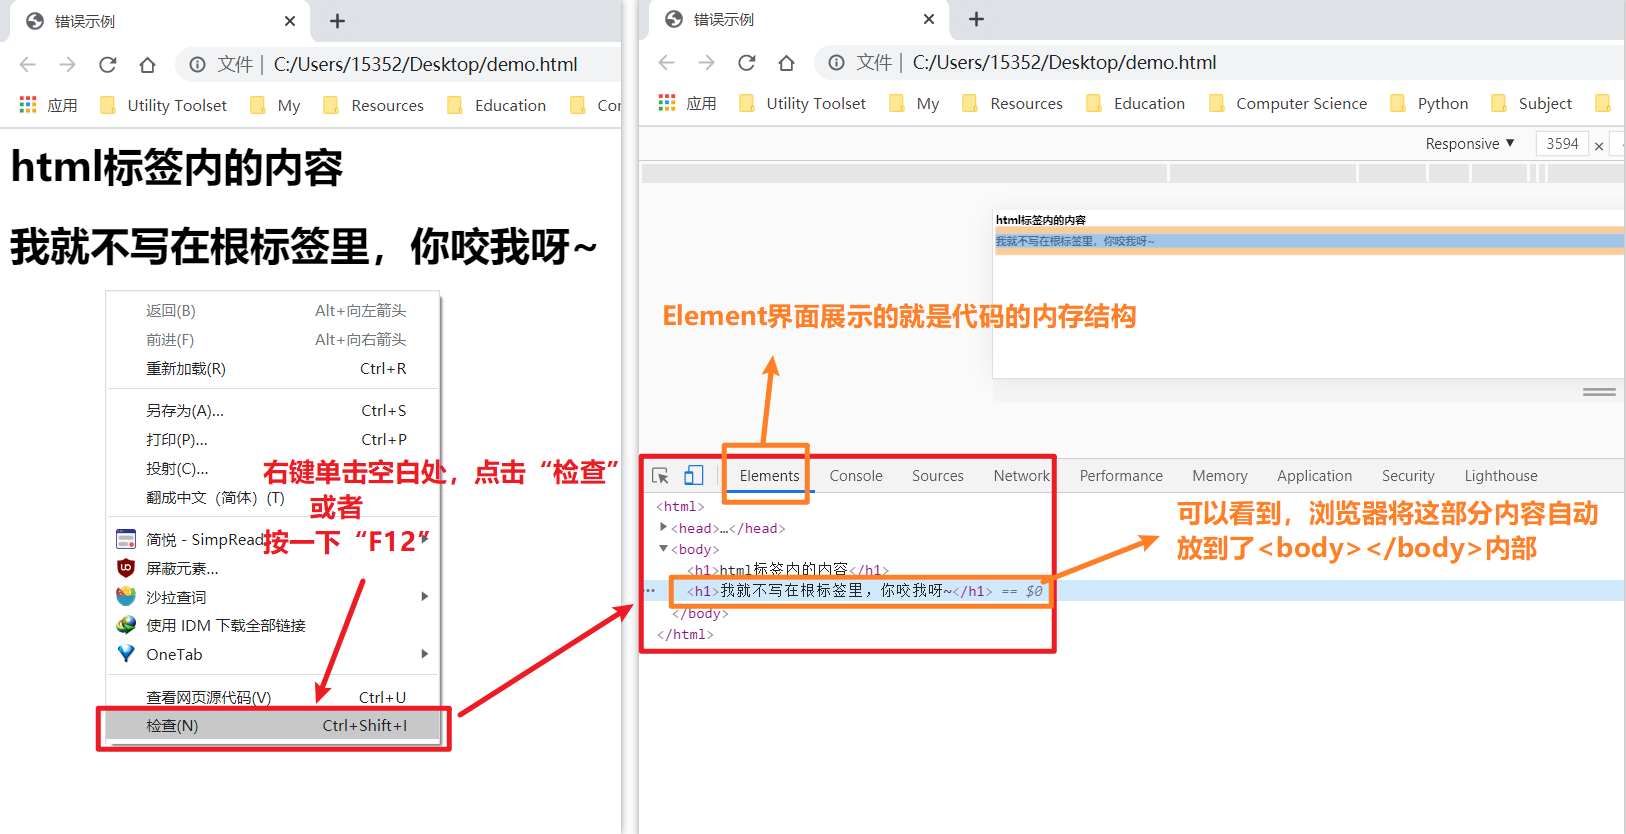 错误示例
文件 | C:/Users/15352/Desktop/demo.html
应用 Utility Toolset My Resources Education Cor
html标签内的内容
我就不写在根标签里，你咬我呀~
返回(B) Alt+向左箭头
前进(F) Alt+向右箭头
重新加载(R) Ctrl+R
另存为(A)... Ctrl+S
打印(P)... Ctrl+P
投射(C)...
翻成中文（简体）(T)
右键单击空白处，点击“检查”
或者
按一下“F12”
简悦 - SimpRead
屏蔽元素...
沙拉查词
使用 IDM 下载全部链接
OneTab
查看网页源代码(V) Ctrl+U
检查(N) Ctrl+Shift+I
错误示例
文件 | C:/Users/15352/Desktop/demo.html
应用 Utility Toolset My Resources Education Computer Science Python Subject
Responsive ▼ 3594 ×
html标签内的内容
我就不写在根标签里，你咬我呀~
Element界面展示的就是代码的内存结构
Elements Console Sources Network Performance Memory Application Security Lighthouse
<html>
<head>…</head>
<body>
<h1>html标签内的内容</h1>
<h1>我就不写在根标签里，你咬我呀~</h1> == $0
</body>
</html>
可以看到，浏览器将这部分内容自动
放到了<body></body>内部